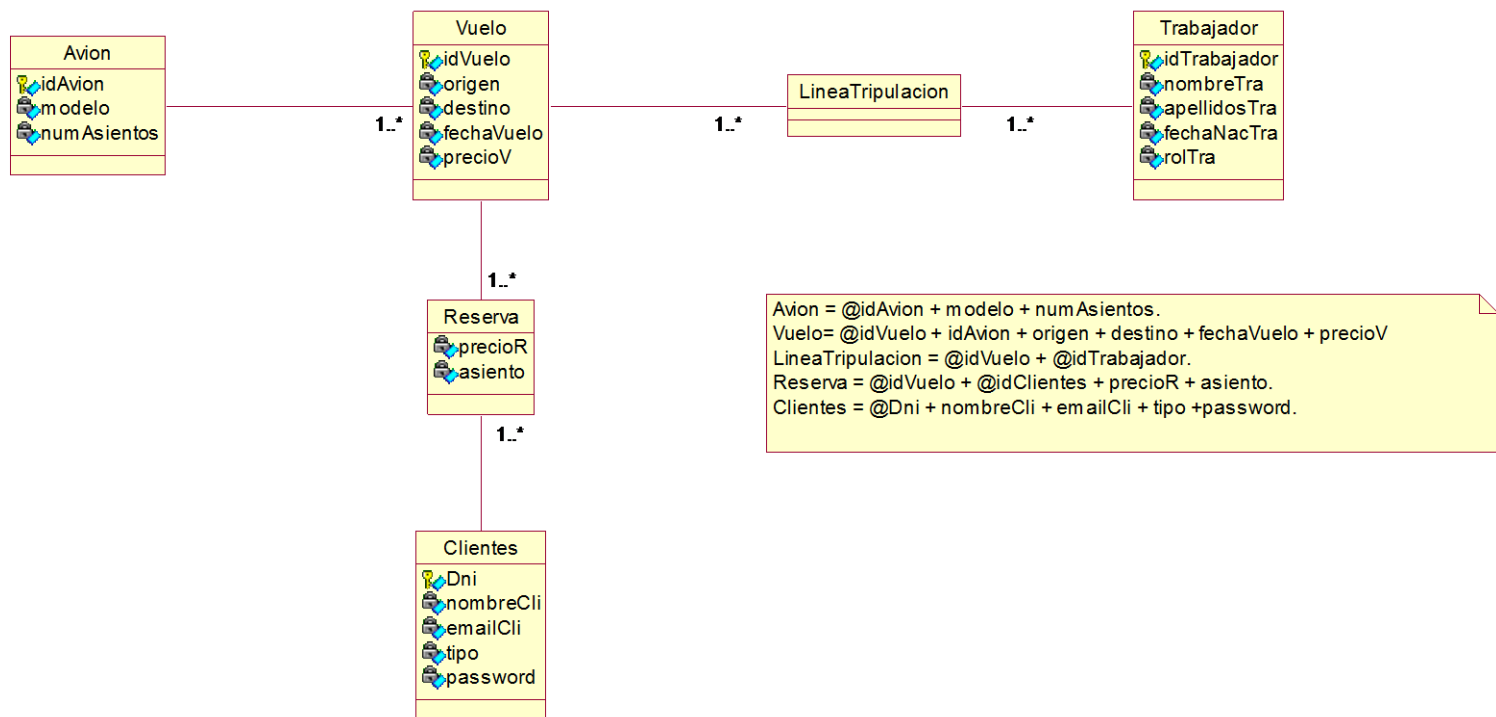 Avion
idAvion
modelo
numAsientos
1..*
Vuelo
idVuelo
origen
destino
fechaVuelo
precioV
1..*
LineaTripulacion
1..*
Trabajador
idTrabajador
nombreTra
apellidosTra
fechaNacTra
rolTra
1..*
Reserva
precioR
asiento
1..*
Clientes
Dni
nombreCli
emailCli
tipo
password
Avion = @idAvion + modelo + numAsientos.
Vuelo= @idVuelo + idAvion + origen + destino + fechaVuelo + precioV
LineaTripulacion = @idVuelo + @idTrabajador.
Reserva = @idVuelo + @idClientes + precioR + asiento.
Clientes = @Dni + nombreCli + emailCli + tipo +password.